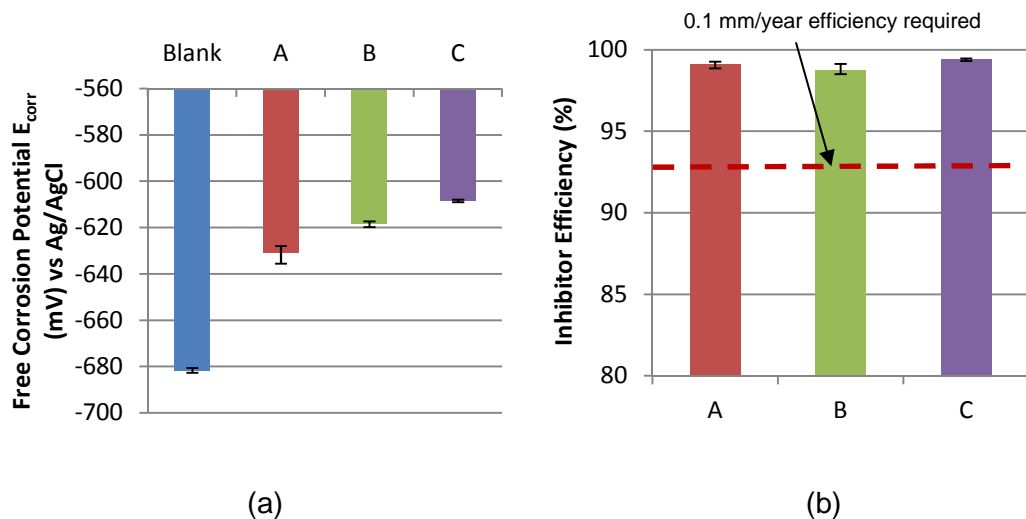 Blank A B C
-560
-580
-600
-620
-640
-660
-680
-700
Free Corrosion Potential Ecorr
(mV) vs Ag/AgCl
(a)
0.1 mm/year efficiency required
100
95
90
85
80
Inhibitor Efficiency (%)
A B C
(b)